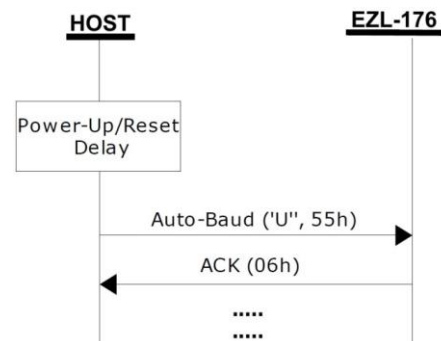 HOST
EZL-176
Power-Up/Reset
Delay
Auto-Baud ('U'', 55h)
ACK (06h)
.....
.....